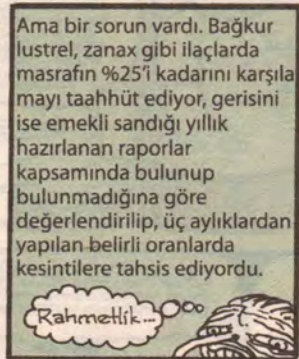 Ama bir sorun vardı. Bağkur
lustrel, zanax gibi ilaçlarda
masrafın %25'i kadarını karşıla
mayı taahhüt ediyor, gerisini
ise emekli sandığı yıllık
hazırlanan raporlar
kapsamında bulunup
bulunmadığına göre
değerlendirilip, üç aylıklardan
yapılan belirli oranlarda
kesintilere tahsis ediyordu.
Rahmetlik...